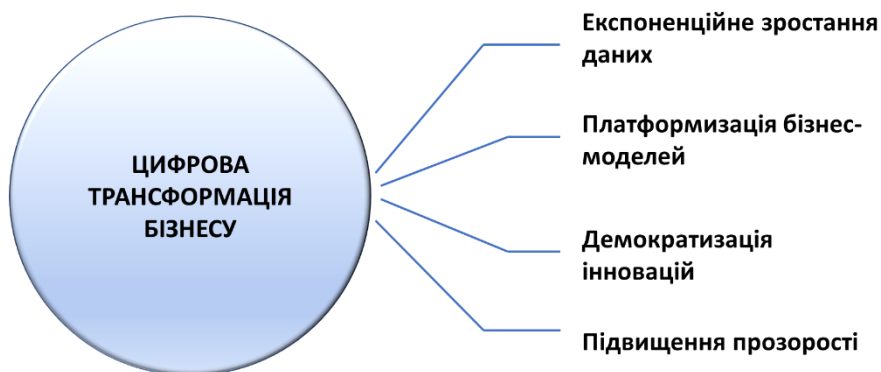 ЦИФРОВА
ТРАНСФОРМАЦІЯ
БІЗНЕСУ
Експоненційне зростання
даних
Платформизація бізнес-
моделей
Демократизація
інновацій
Підвищення прозорості